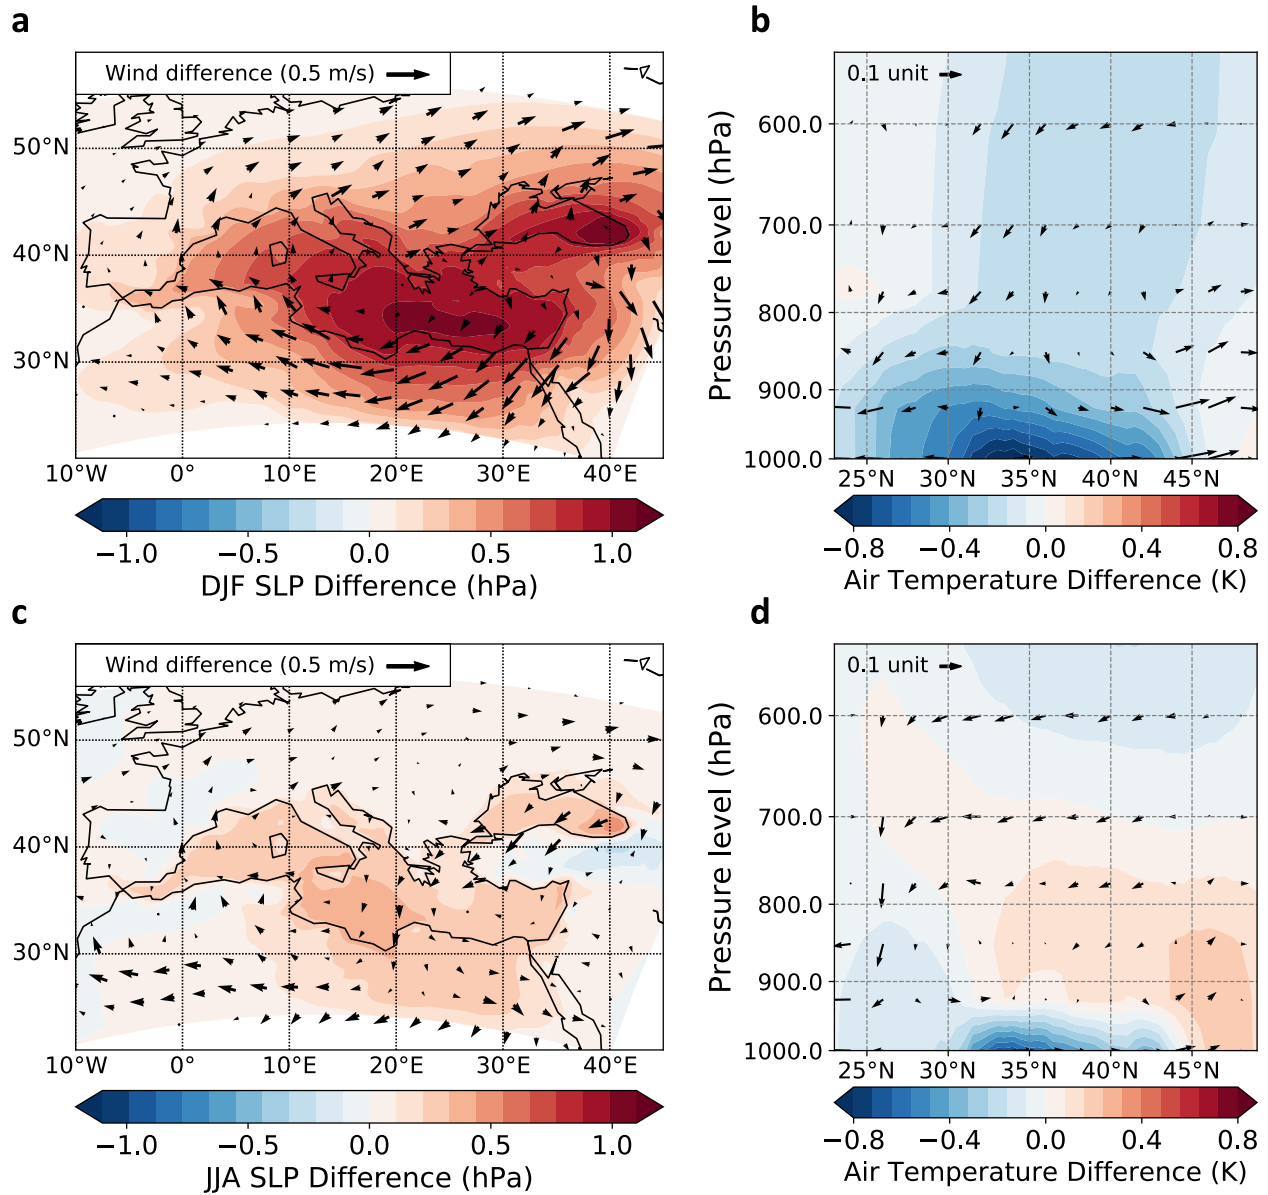 a
Wind difference (0.5 m/s)
50°N
40°N
30°N
10°W 0° 10°E 20°E 30°E 40°E
−1.0 −0.5 0.0 0.5 1.0
DJF SLP Difference (hPa)
b
0.1 unit
Pressure level (hPa)
600.0
700.0
800.0
900.0
1000.0
25°N 30°N 35°N 40°N 45°N
−0.8 −0.4 0.0 0.4 0.8
Air Temperature Difference (K)
c
Wind difference (0.5 m/s)
50°N
40°N
30°N
10°W 0° 10°E 20°E 30°E 40°E
−1.0 −0.5 0.0 0.5 1.0
JJA SLP Difference (hPa)
d
0.1 unit
Pressure level (hPa)
600.0
700.0
800.0
900.0
1000.0
25°N 30°N 35°N 40°N 45°N
−0.8 −0.4 0.0 0.4 0.8
Air Temperature Difference (K)